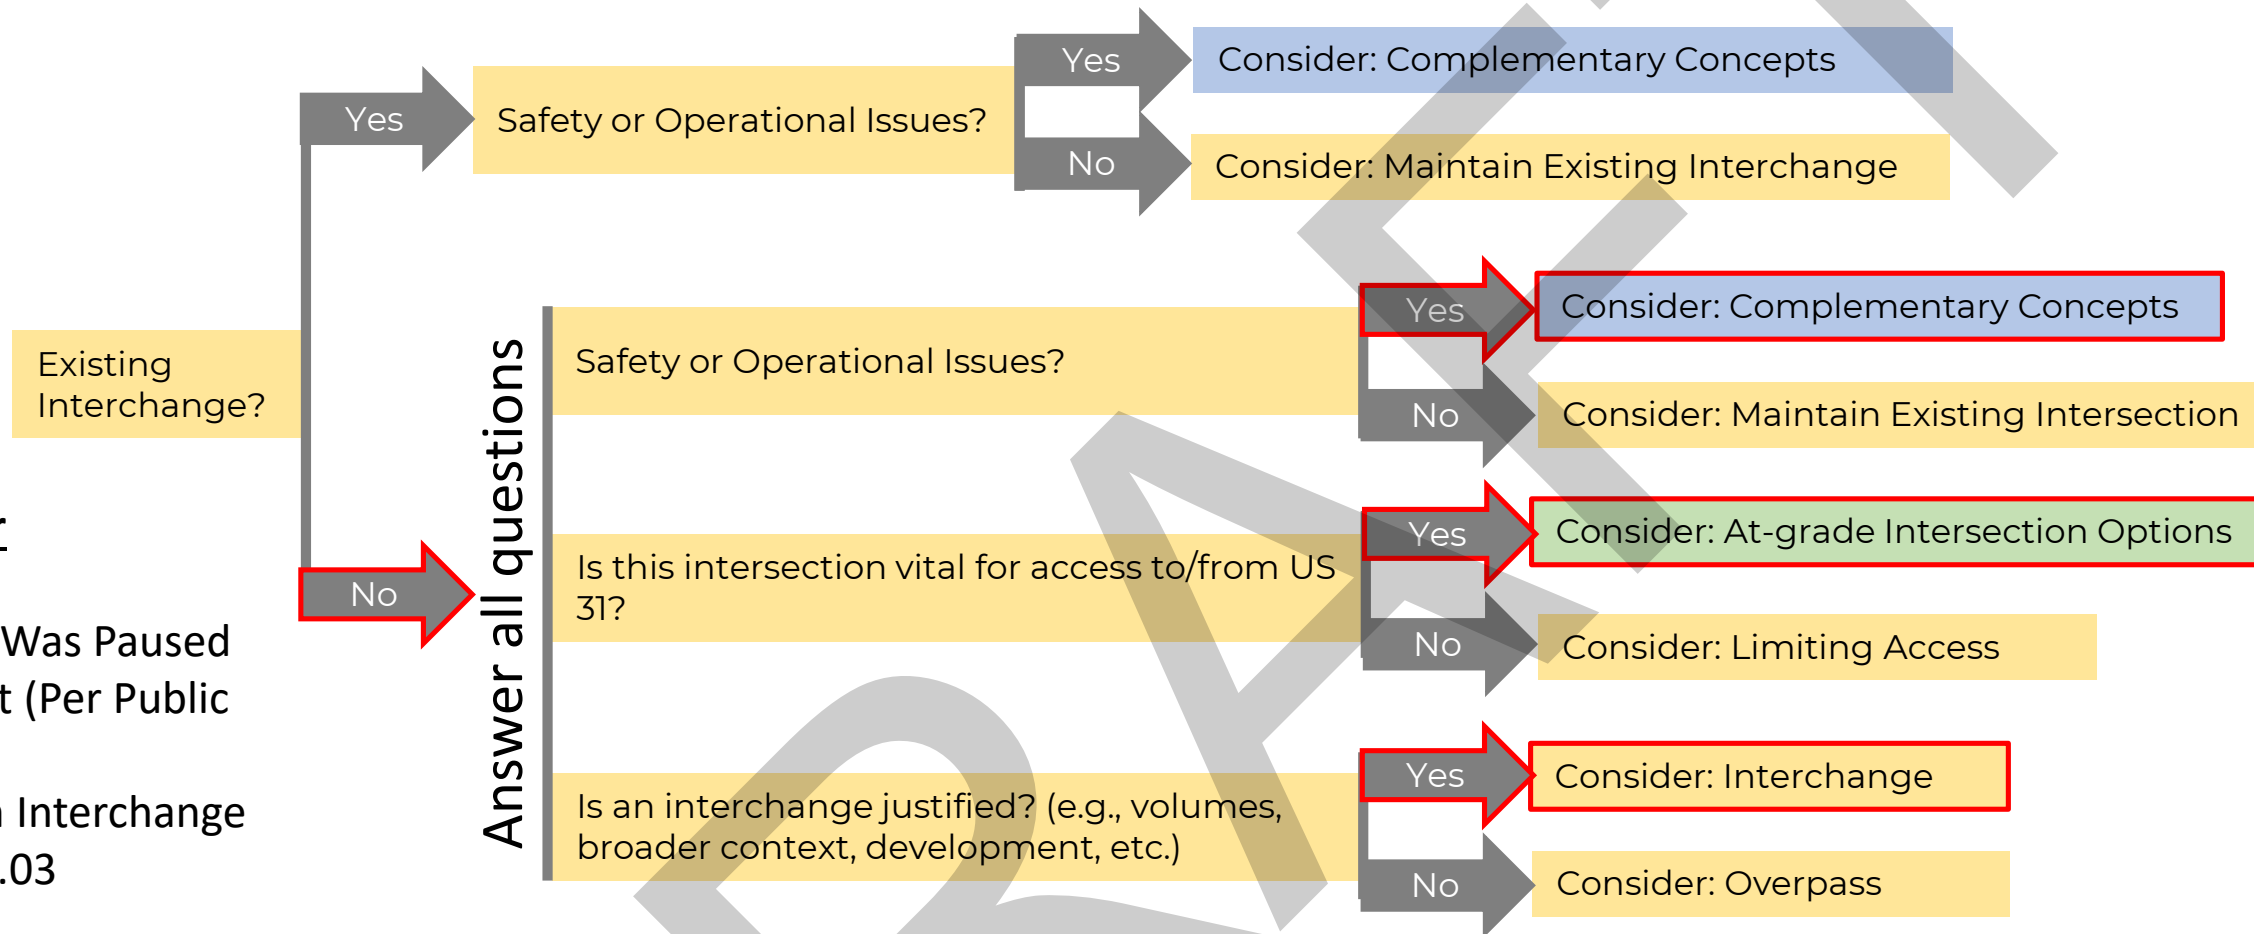 Yes
Safety or Operational Issues?
Yes
Consider: Complementary Concepts
No
Consider: Maintain Existing Interchange
Existing
Interchange?
No
Answer all questions
Safety or Operational Issues?
Yes
Consider: Complementary Concepts
No
Consider: Maintain Existing Intersection
Is this intersection vital for access to/from US
31?
Yes
Consider: At-grade Intersection Options
No
Consider: Limiting Access
Is an interchange justified? (e.g., volumes,
broader context, development, etc.)
Yes
Consider: Interchange
No
Consider: Overpass
r
Was Paused
t (Per Public
Interchange
.03